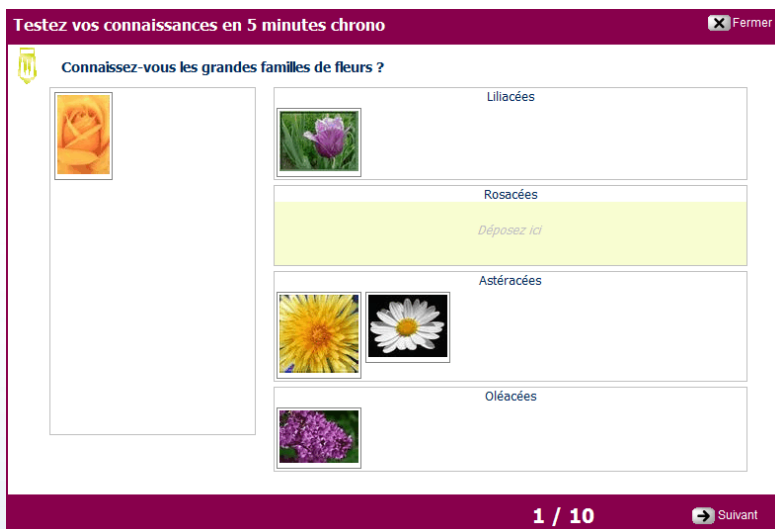 Testez vos connaissances en 5 minutes chrono
Fermer
Connaissez-vous les grandes familles de fleurs ?
Liliacées
Rosacées
Déposez ici
Astéracées
Oléacées
1 / 10
Suivant